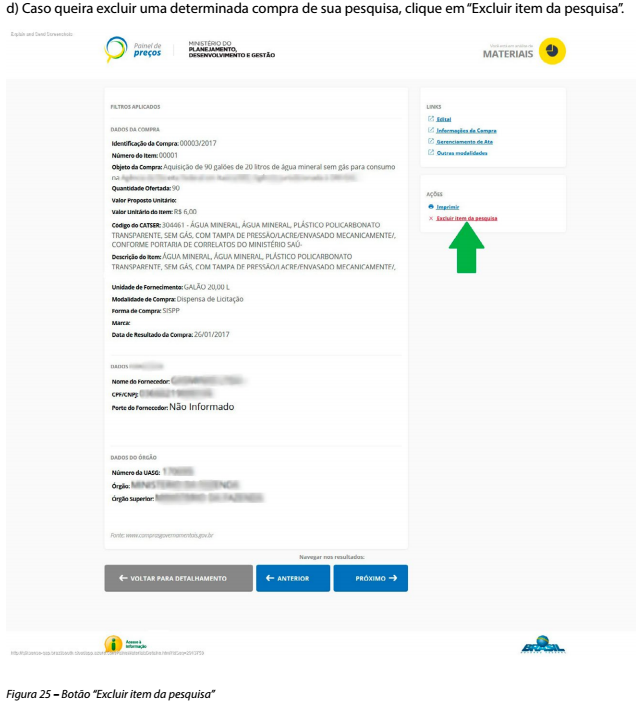 d) Caso queira excluir uma determinada compra de sua pesquisa, clique em “Excluir item da pesquisa”.
Painel de
preços
MINISTÉRIO DO
PLANEJAMENTO,
DESENVOLVIMENTO E GESTÃO
MATERIAIS
FILTROS APLICADOS
DADOS DA COMPRA
Identificação da Compra: 00003/2017
Número do Item: 00001
Objeto da Compra: Aquisição de 90 galões de 20 litros de água mineral sem gás para consumo
na
Quantidade Ofertada: 90
Valor Proposto Unitário:
Valor Unitário do Item: R$ 6,00
Código do CATSER: 304461 - ÁGUA MINERAL, ÁGUA MINERAL, PLÁSTICO POLICARBONATO
TRANSPARENTE, SEM GÁS, COM TAMPA DE PRESSÃO/LACRE/ENVASADO MECANICAMENTE/,
CONFORME PORTARIA DE CORRELATOS DO MINISTÉRIO SAÚ-
Descrição do Item: ÁGUA MINERAL, ÁGUA MINERAL, PLÁSTICO POLICARBONATO
TRANSPARENTE, SEM GÁS, COM TAMPA DE PRESSÃO/LACRE/ENVASADO MECANICAMENTE/,
Unidade de Fornecimento: GALÃO 20,00 L
Modalidade de Compra: Dispensa de Licitação
Forma de Compra: SISPP
Marca:
Data de Resultado da Compra: 26/01/2017
DADOS
Nome do Fornecedor:
CPF/CNPJ:
Porte do Fornecedor: Não Informado
DADOS DO ÓRGÃO
Número da UASG:
Órgão:
Órgão Superior:
Fonte: www.comprasgovernamentais.gov.br
LINKS
Edital
Informações da Compra
Gerenciamento de Ata
Outras modalidades
AÇÕES
Imprimir
× Excluir item da pesquisa
Navegar nos resultados:
← VOLTAR PARA DETALHAMENTO
← ANTERIOR
PRÓXIMO →
Acesso à
Informação
BRASIL
Figura 25 – Botão “Excluir item da pesquisa”